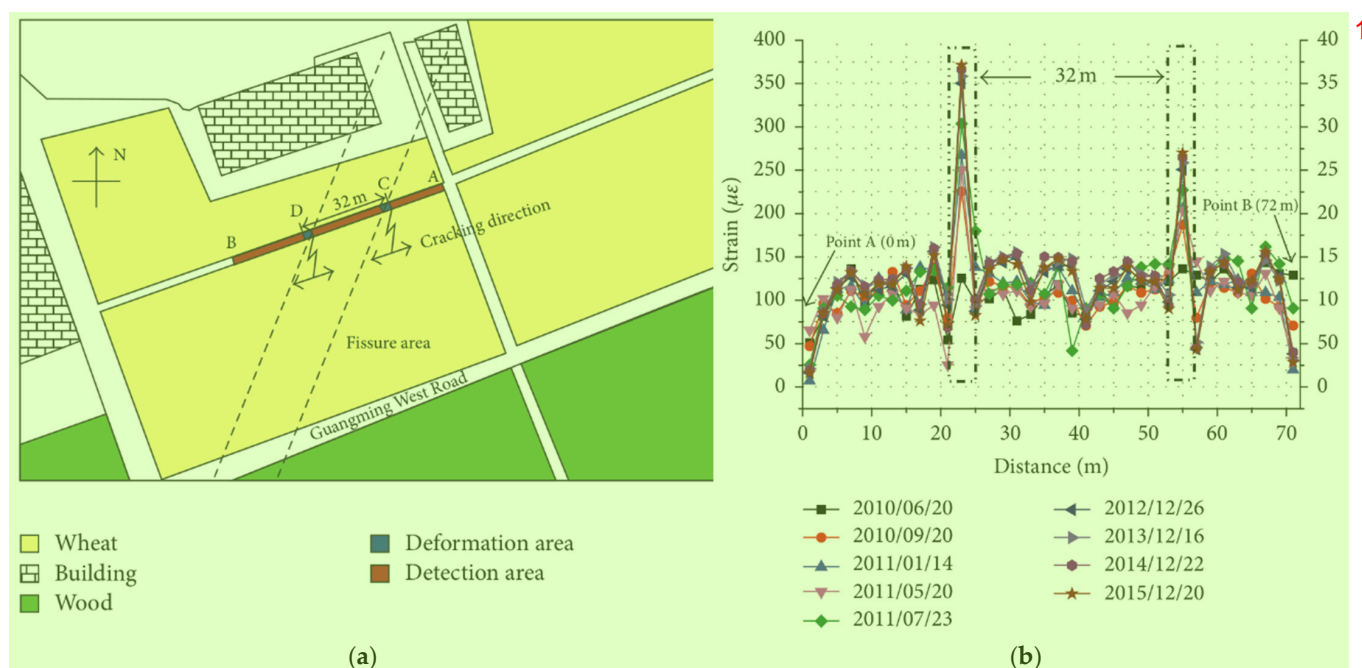 N
A
C
32 m
D
B
Cracking direction
Fissure area
Guangming West Road
Wheat
Building
Wood
Deformation area
Detection area
(a)
1
400
350
300
250
200
150
100
50
0
Strain (με)
40
35
30
25
20
15
10
5
0
32 m
Point A (0 m)
Point B (72 m)
0 10 20 30 40 50 60 70
Distance (m)
2010/06/20
2010/09/20
2011/01/14
2011/05/20
2011/07/23
2012/12/26
2013/12/16
2014/12/22
2015/12/20
(b)